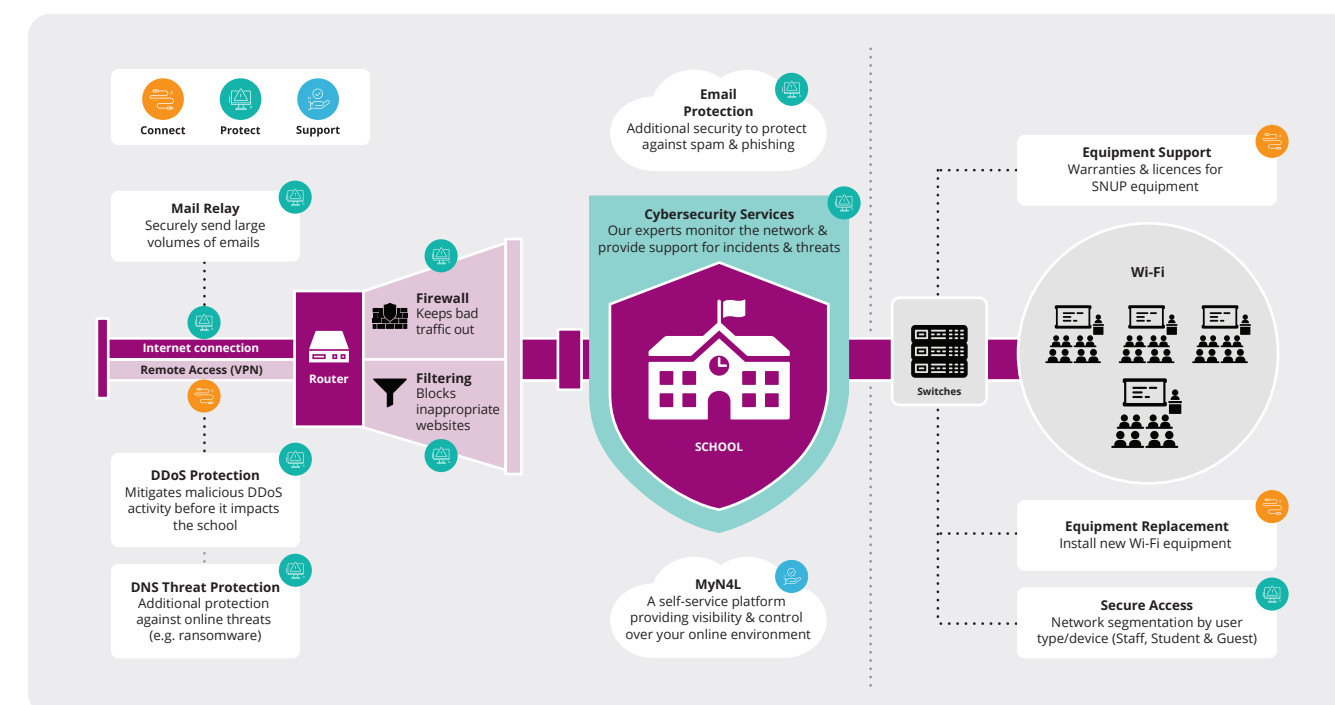 Connect
Protect
Support
Mail Relay
Securely send large
volumes of emails
Internet connection
Remote Access (VPN)
DDoS Protection
Mitigates malicious DDoS
activity before it impacts
the school
DNS Threat Protection
Additional protection
against online threats
(e.g. ransomware)
Router
Firewall
Keeps bad
traffic out
Filtering
Blocks
inappropriate
websites
Email
Protection
Additional security to protect
against spam & phishing
Cybersecurity Services
Our experts monitor the network &
provide support for incidents & threats
SCHOOL
MyN4L
A self-service platform
providing visibility & control
over your online environment
Switches
Equipment Support
Warranties & licences for
SNUP equipment
Wi-Fi
Equipment Replacement
Install new Wi-Fi equipment
Secure Access
Network segmentation by user
type/device (Staff, Student & Guest)